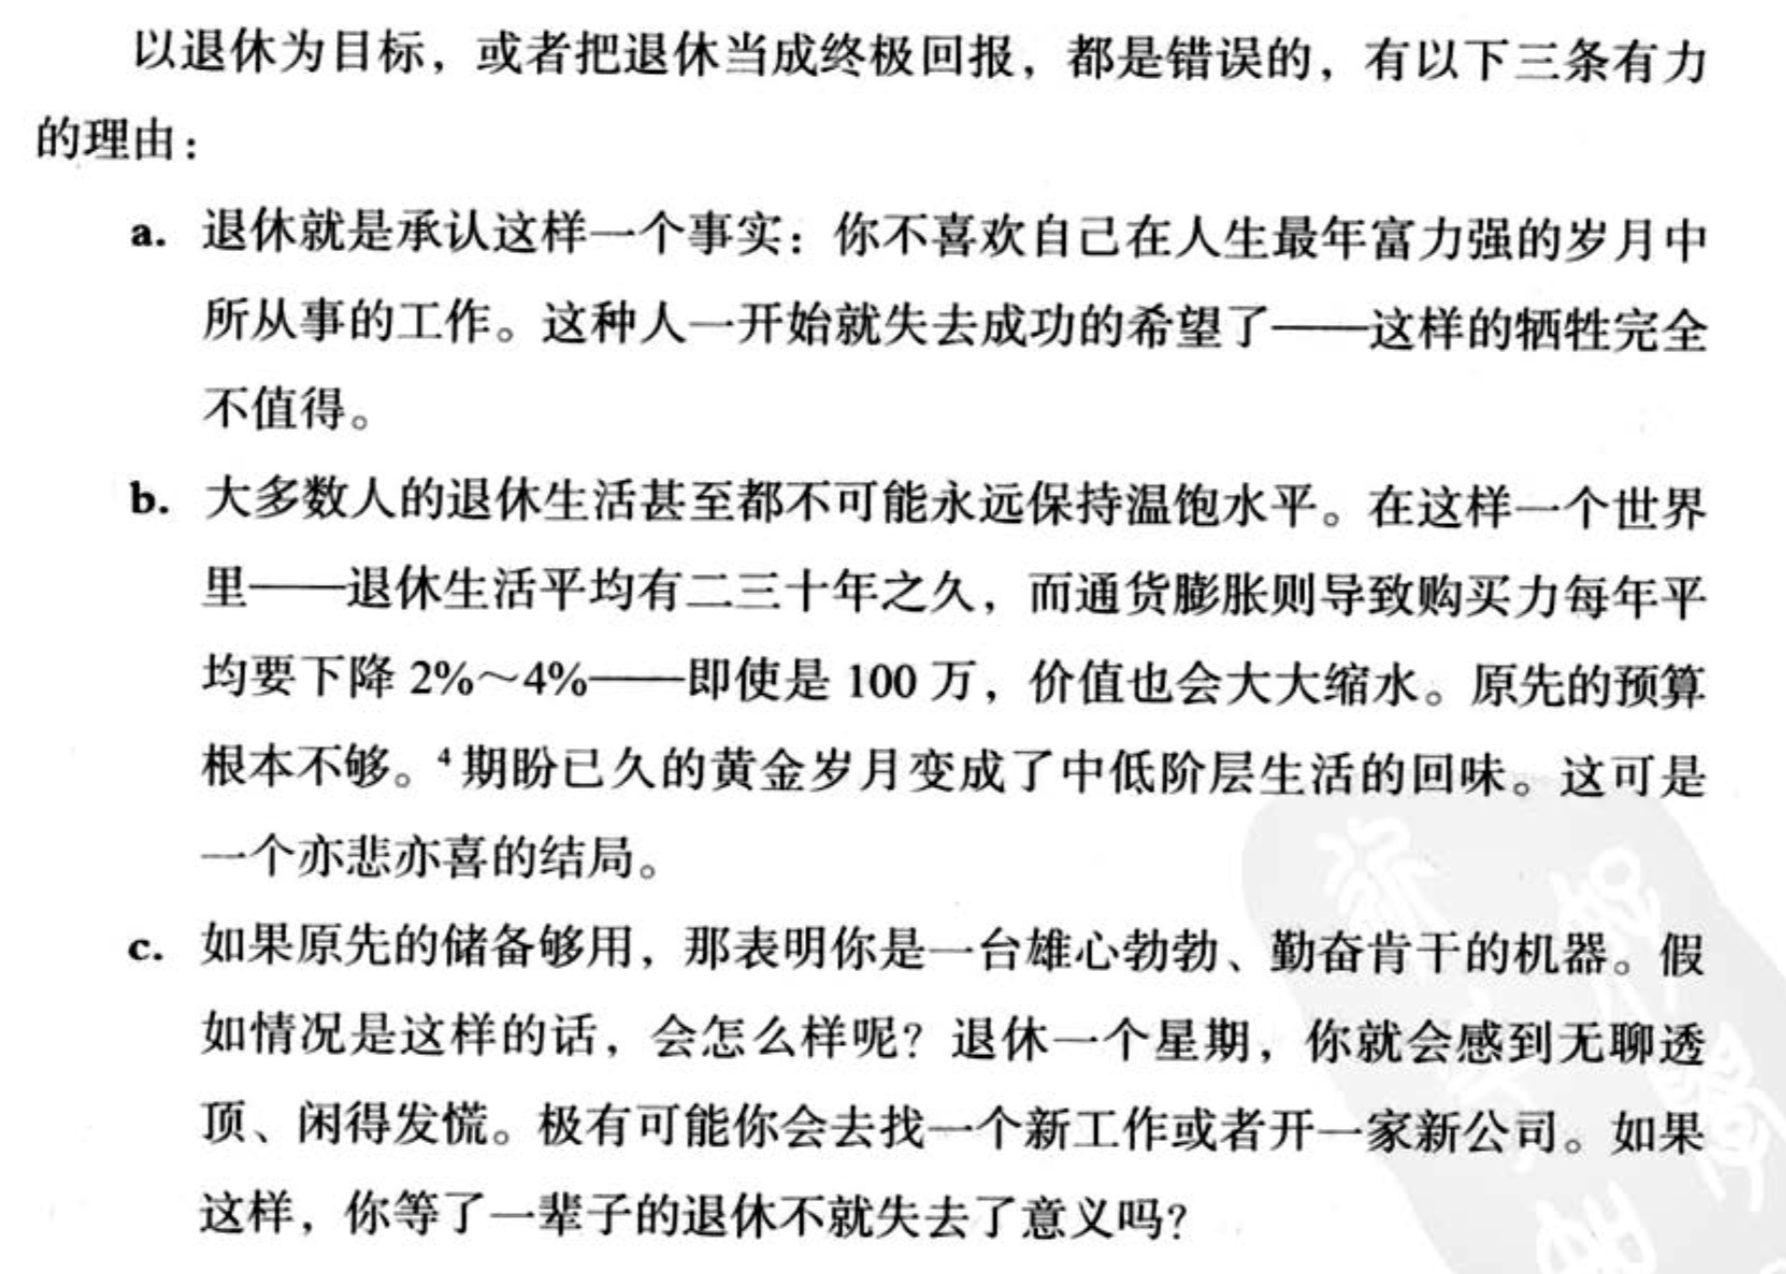 以退休为目标，或者把退休当成终极回报，都是错误的，有以下三条有力
的理由：
a. 退休就是承认这样一个事实：你不喜欢自己在人生最年富力强的岁月中
所从事的工作。这种人一开始就失去成功的希望了——这样的牺牲完全
不值得。
b. 大多数人的退休生活甚至都不可能永远保持温饱水平。在这样一个世界
里——退休生活平均有二三十年之久，而通货膨胀则导致购买力每年平
均要下降 2%～4%——即使是 100 万，价值也会大大缩水。原先的预算
根本不够。⁴ 期盼已久的黄金岁月变成了中低阶层生活的回味。这可是
一个亦悲亦喜的结局。
c. 如果原先的储备够用，那表明你是一台雄心勃勃、勤奋肯干的机器。假
如情况是这样的话，会怎么样呢？退休一个星期，你就会感到无聊透
顶、闲得发慌。极有可能你会去找一个新工作或者开一家新公司。如果
这样，你等了一辈子的退休不就失去了意义吗？